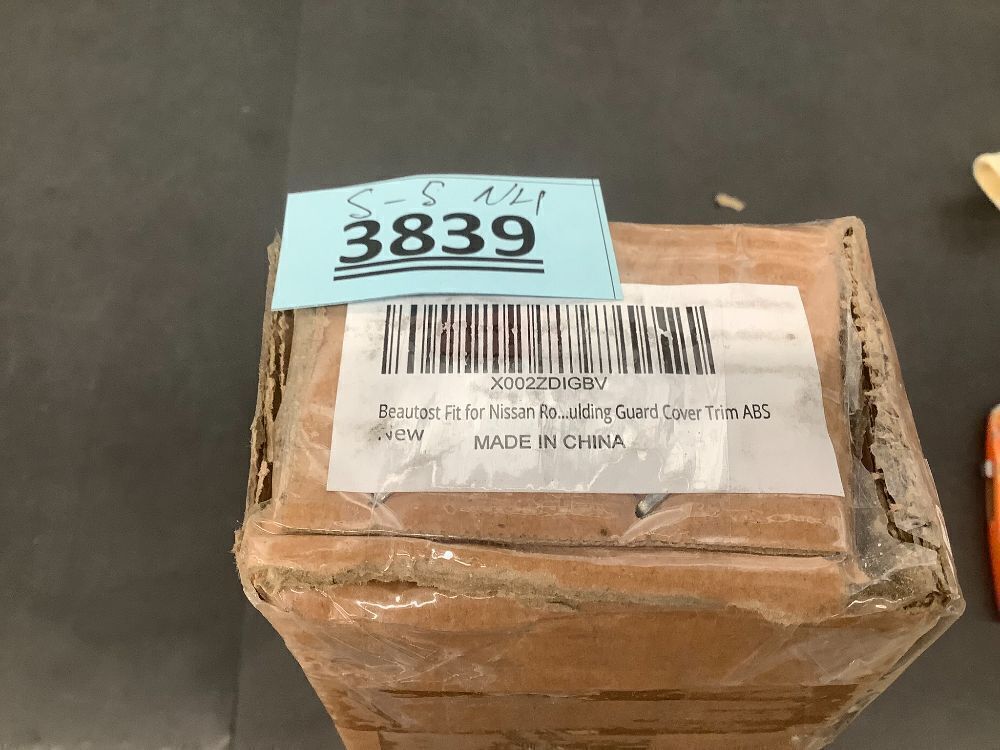 S-S NL1
3839
X002ZDIGBV
Beautost Fit for Nissan Ro...ulding Guard Cover Trim ABS
New
MADE IN CHINA